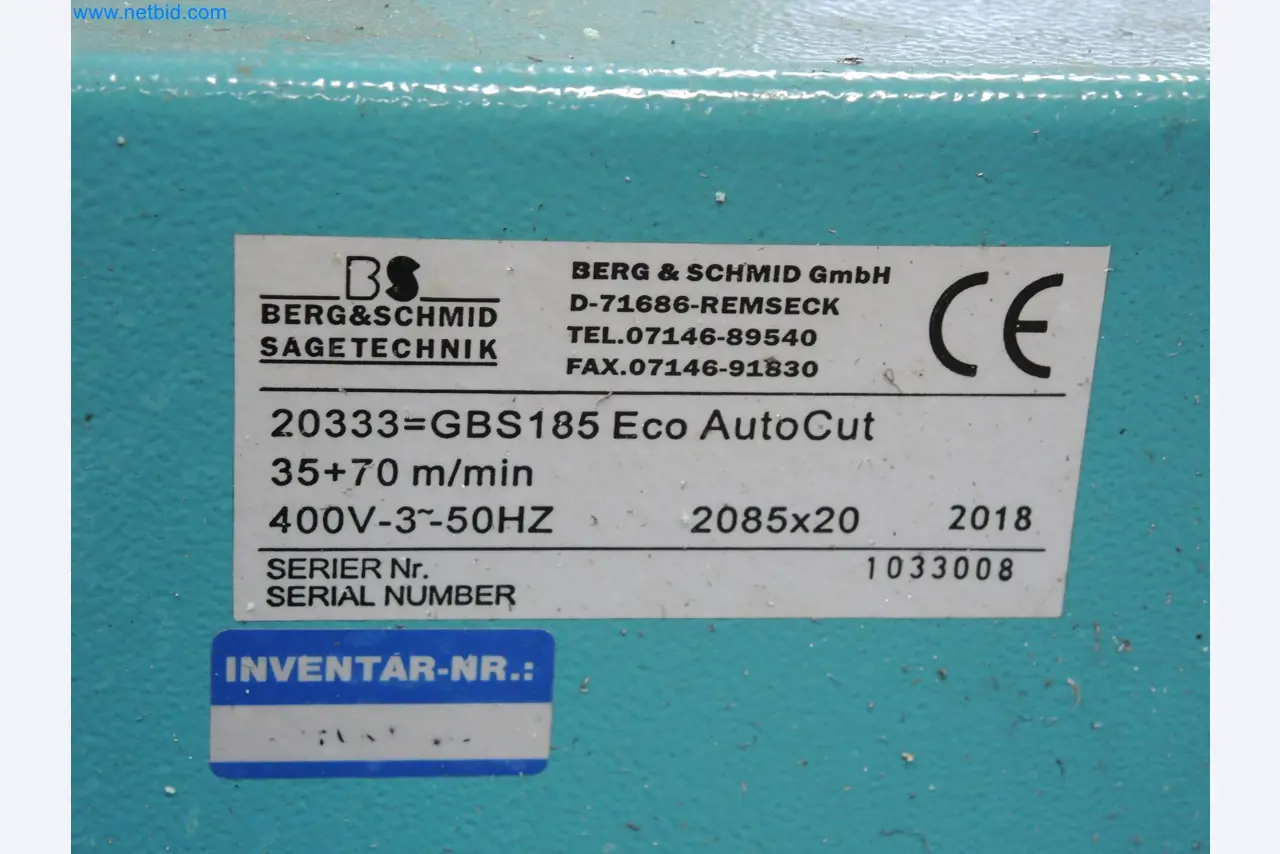 www.netbid.com
BS
BERG&SCHMID
SAGETECHNIK
BERG & SCHMID GmbH
D-71686-REMSECK
TEL.07146-89540
FAX.07146-91830
CE
20333=GBS185 Eco AutoCut
35+70 m/min
400V-3~-50HZ 2085x20 2018
SERIER Nr. 1033008
SERIAL NUMBER
INVENTAR-NR.: